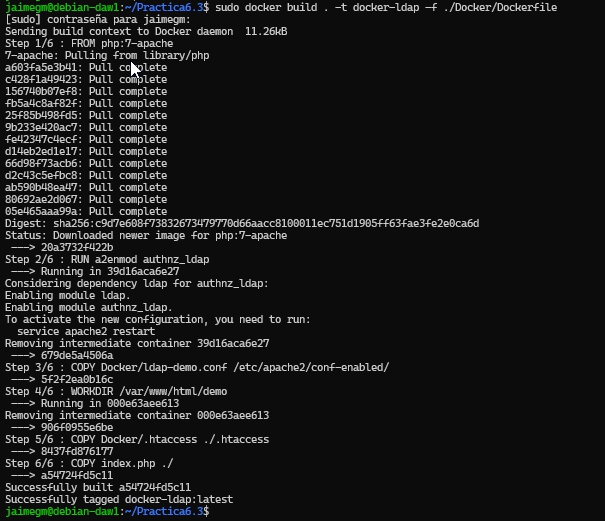 jaimegm@debian-daw1:~/Practica6.3$ sudo docker build . -t docker-ldap -f ./Docker/Dockerfile
[sudo] contraseña para jaimegm:
Sending build context to Docker daemon  11.26kB
Step 1/6 : FROM php:7-apache
7-apache: Pulling from library/php
a603fa5e3b41: Pull complete
c428f1a49423: Pull complete
156740b07ef8: Pull complete
fb5a4c8af82f: Pull complete
25f85b498fd5: Pull complete
9b233e420ac7: Pull complete
fe42347c4ecf: Pull complete
d14eb2ed1e17: Pull complete
66d98f73acb6: Pull complete
d2c43c5efbc8: Pull complete
ab590b48ea47: Pull complete
80692ae2d067: Pull complete
05e465aaa99a: Pull complete
Digest: sha256:c9d7e608f73832673479770d66aacc8100011ec751d1905ff63fae3fe2e0ca6d
Status: Downloaded newer image for php:7-apache
 ---> 20a3732f422b
Step 2/6 : RUN a2enmod authnz_ldap
 ---> Running in 39d16aca6e27
Considering dependency ldap for authnz_ldap:
Enabling module ldap.
Enabling module authnz_ldap.
To activate the new configuration, you need to run:
  service apache2 restart
Removing intermediate container 39d16aca6e27
 ---> 679de5a4506a
Step 3/6 : COPY Docker/ldap-demo.conf /etc/apache2/conf-enabled/
 ---> 5f2f2ea0b16c
Step 4/6 : WORKDIR /var/www/html/demo
 ---> Running in 000e63aee613
Removing intermediate container 000e63aee613
 ---> 906f0955e6be
Step 5/6 : COPY Docker/.htaccess ./.htaccess
 ---> 8437fd876177
Step 6/6 : COPY index.php ./
 ---> a54724fd5c11
Successfully built a54724fd5c11
Successfully tagged docker-ldap:latest
jaimegm@debian-daw1:~/Practica6.3$